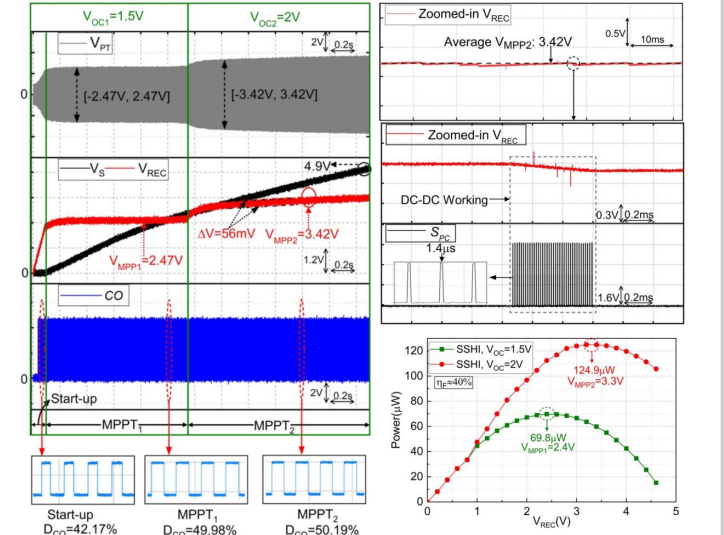 V_OC1=1.5V
V_OC2=2V
V_PT
2V
0.2s
0
[-2.47V, 2.47V]
[-3.42V, 3.42V]
V_S
V_REC
4.9V
ΔV=56mV
V_MPP2=3.42V
V_MPP1=2.47V
1.2V
0.2s
0
CO
0
Start-up
2V
0.2s
MPPT₁
MPPT₂
Start-up
D_CO=42.17%
MPPT₁
D_CO=49.98%
MPPT₂
D_CO=50.19%
Zoomed-in V_REC
0.5V
10ms
Average V_MPP2: 3.42V
Zoomed-in V_REC
DC-DC Working
0.3V
0.2ms
S_PC
1.4μs
1.6V
0.2ms
Power(μW)
120
100
80
60
40
20
0
SSHI, V_OC=1.5V
SSHI, V_OC=2V
η_F≈40%
124.9μW
V_MPP2=3.3V
69.8μW
V_MPP1=2.4V
0
1
2
3
4
5
V_REC(V)